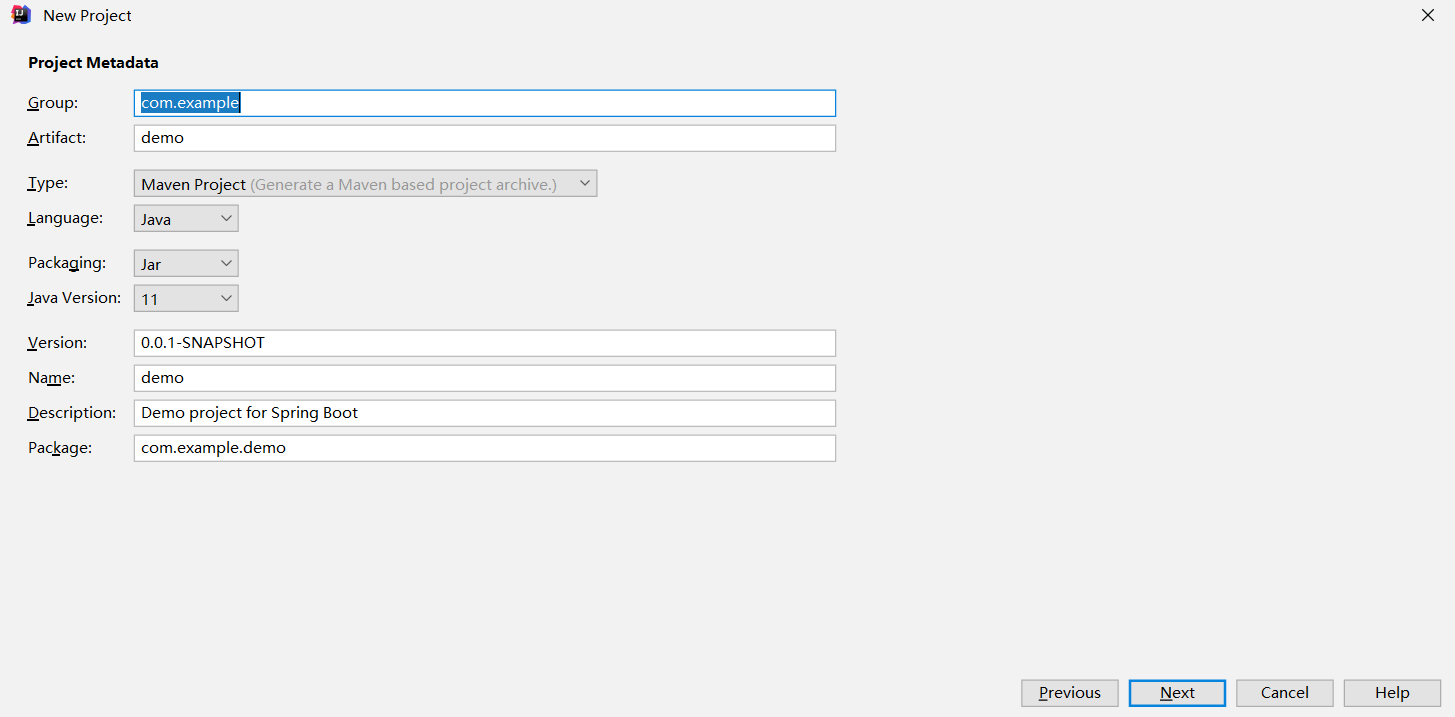 New Project
Project Metadata
Group: com.example
Artifact: demo
Type: Maven Project (Generate a Maven based project archive.)
Language: Java
Packaging: Jar
Java Version: 11
Version: 0.0.1-SNAPSHOT
Name: demo
Description: Demo project for Spring Boot
Package: com.example.demo
Previous Next Cancel Help